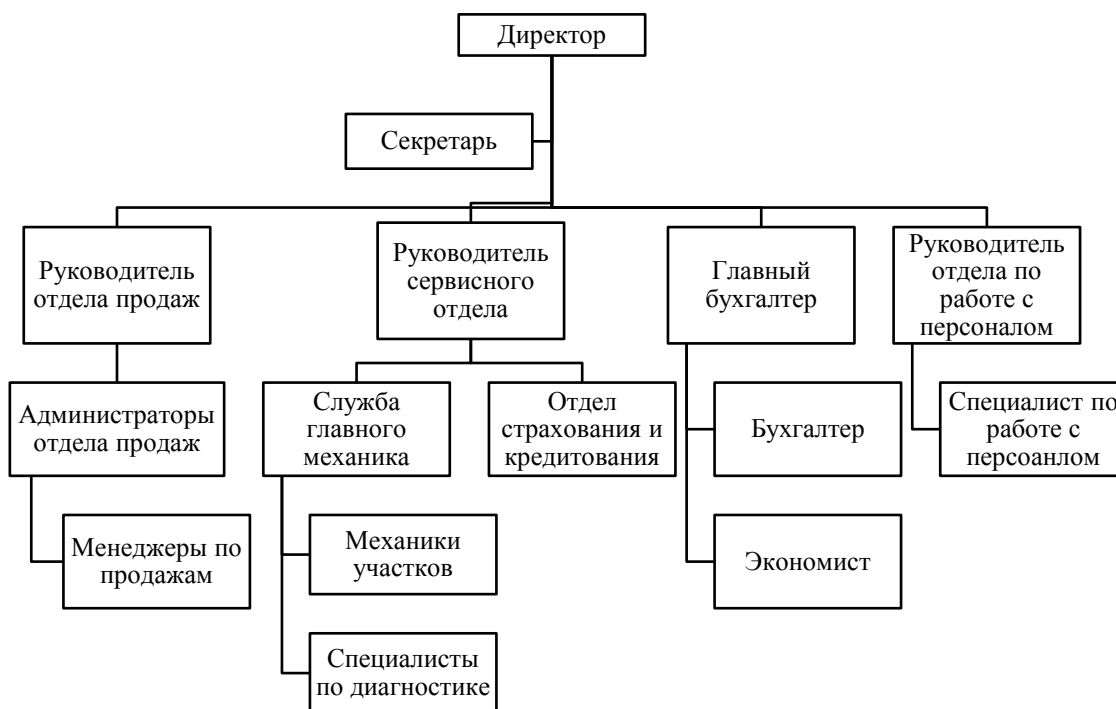 Директор
Секретарь
Руководитель
отдела продаж
Руководитель
сервисного
отдела
Главный
бухгалтер
Руководитель
отдела по
работе с
персоналом
Администраторы
отдела продаж
Служба
главного
механика
Отдел
страхования и
кредитования
Бухгалтер
Специалист по
работе с
персоанлом
Менеджеры по
продажам
Механики
участков
Экономист
Специалисты
по диагностике